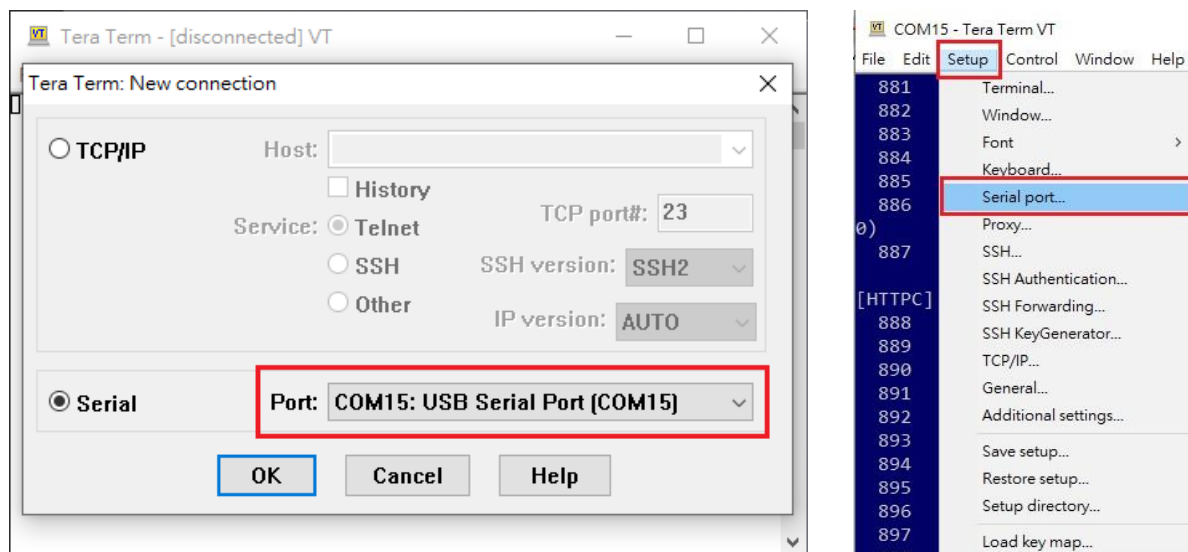 Tera Term - [disconnected] VT
Tera Term: New connection
TCP/IP
Host:
History
Service:
Telnet
TCP port#: 23
SSH
SSH version: SSH2
Other
IP version: AUTO
Serial
Port: COM15: USB Serial Port (COM15)
OK Cancel Help
COM15 - Tera Term VT
File Edit Setup Control Window Help
881
882
883
884
885
886
0)
887
[HTTPC]
888
889
890
891
892
893
894
895
896
897
Terminal...
Window...
Font
Keyboard...
Serial port...
Proxy...
SSH...
SSH Authentication...
SSH Forwarding...
SSH KeyGenerator...
TCP/IP...
General...
Additional settings...
Save setup...
Restore setup...
Setup directory...
Load key map...